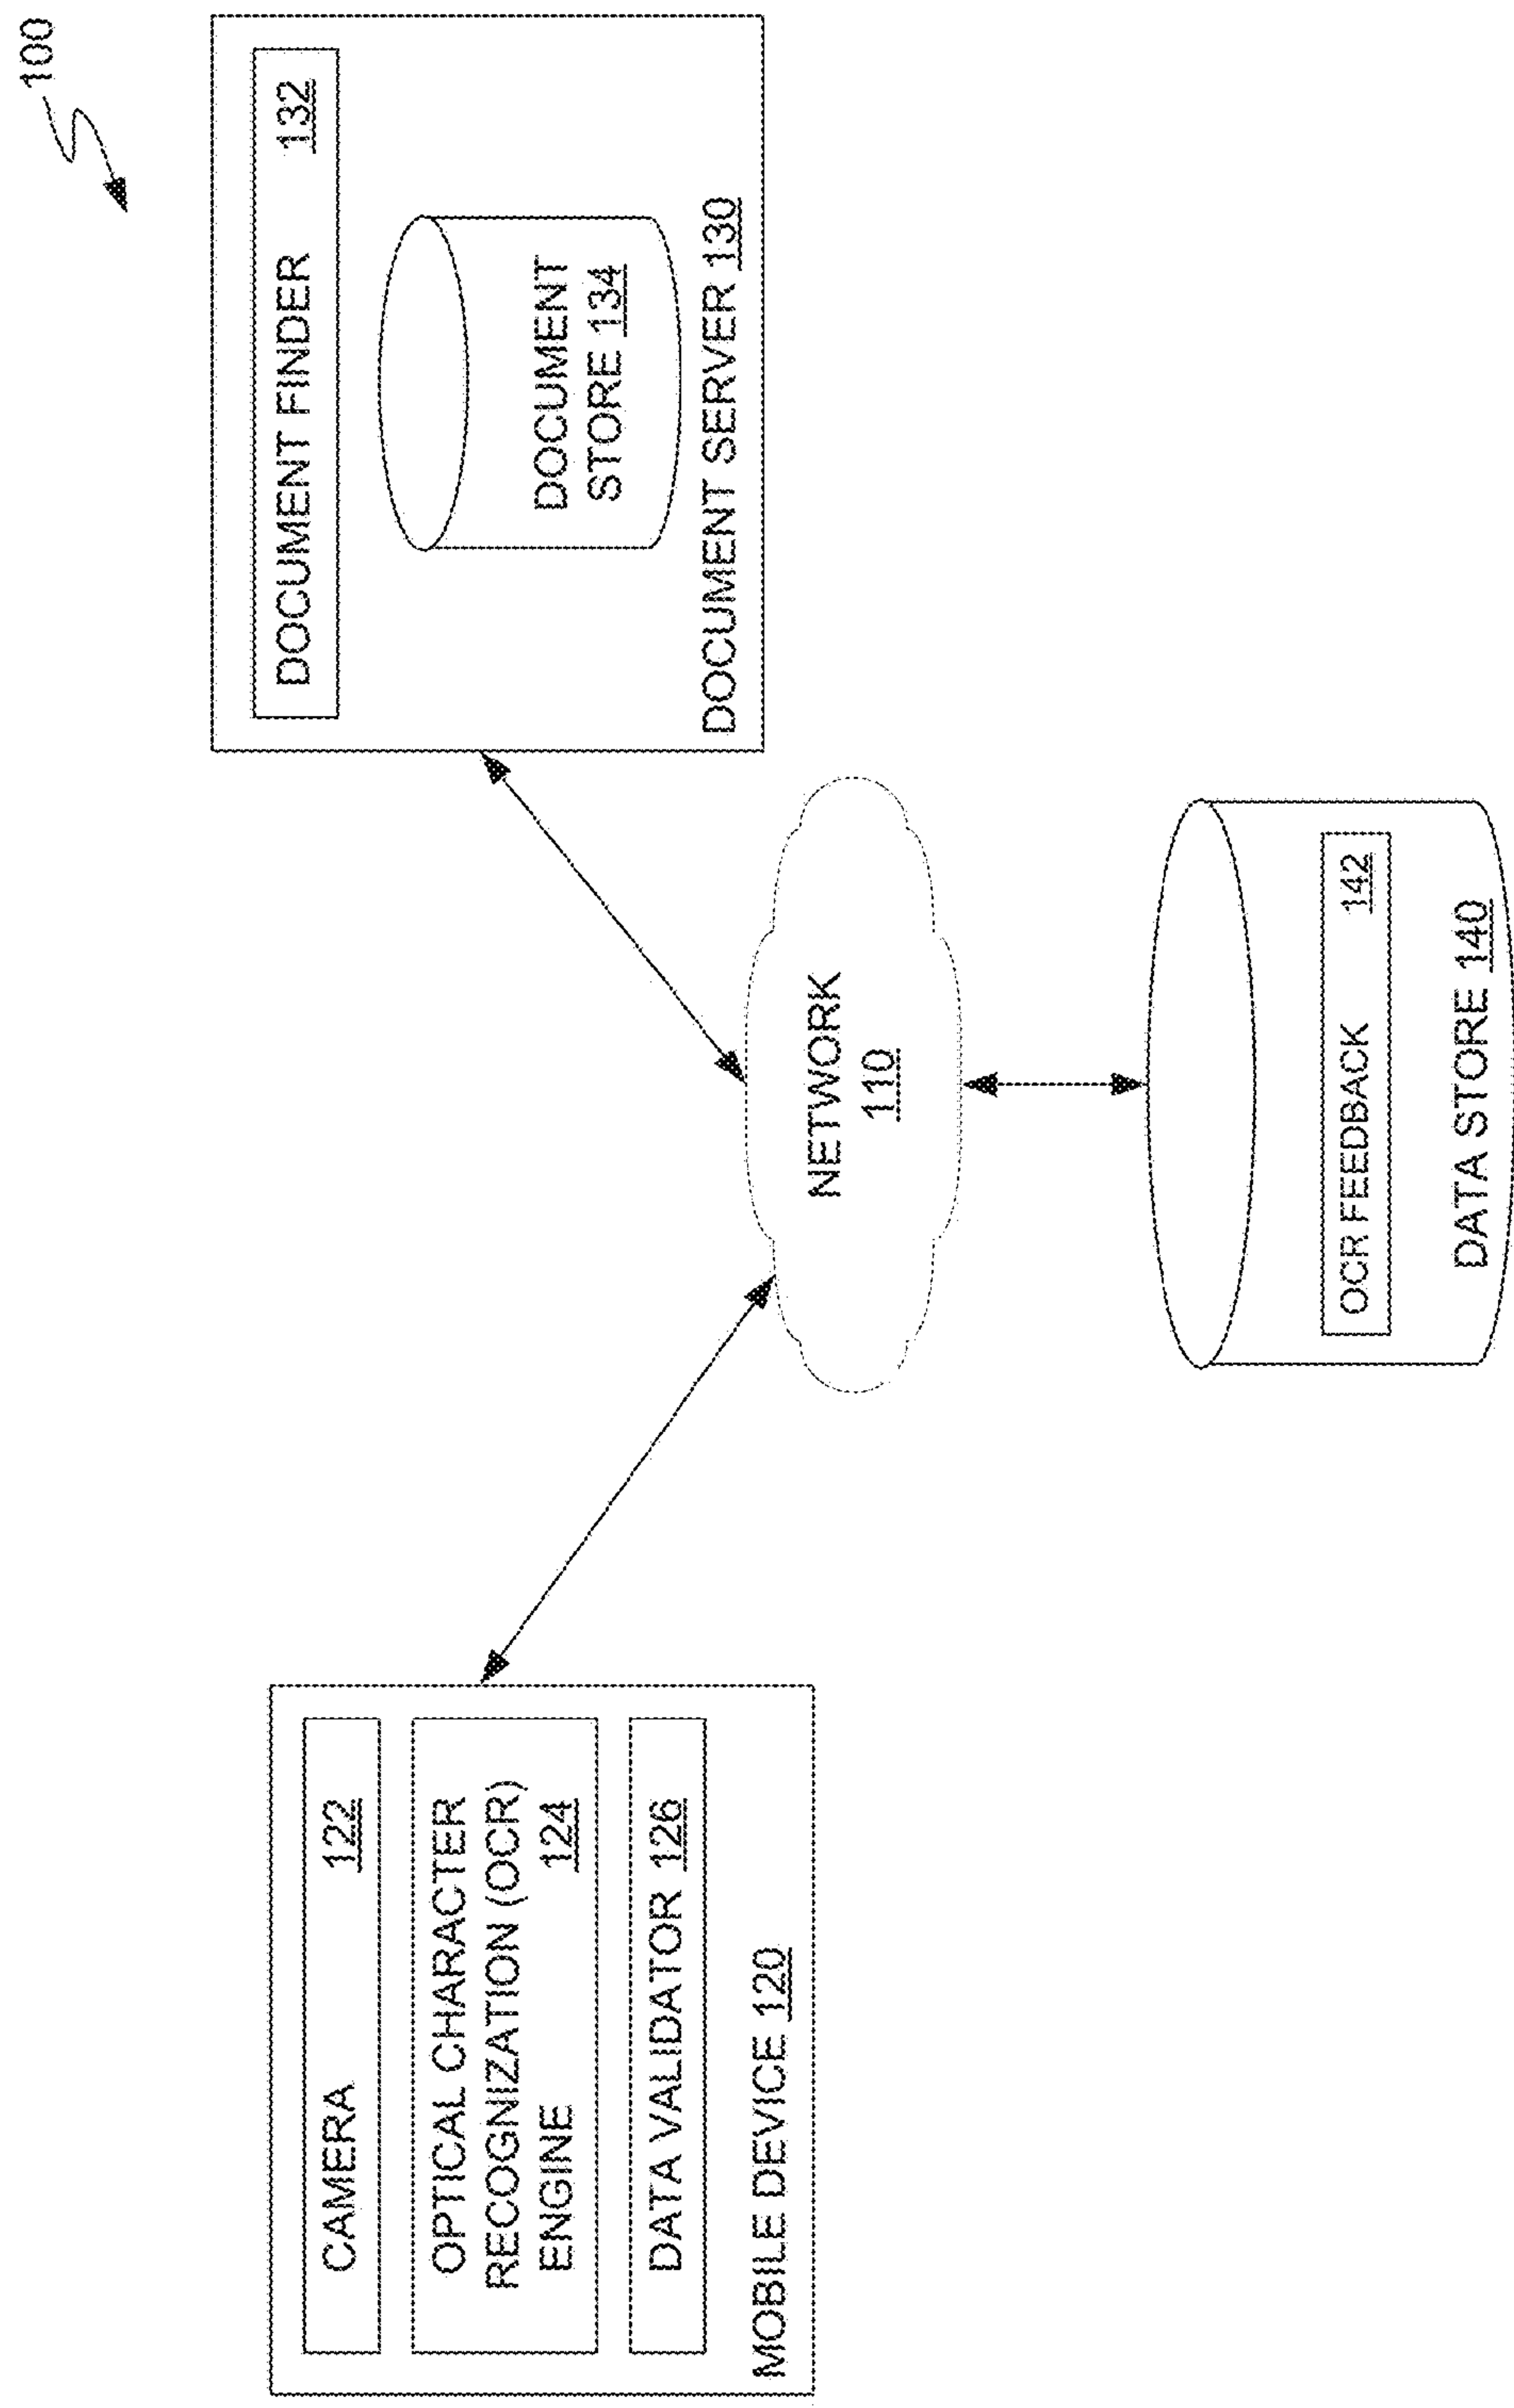 100
CAMERA 122
OPTICAL CHARACTER
RECOGNIZATION (OCR)
ENGINE 124
DATA VALIDATOR 126
MOBILE DEVICE 120
DOCUMENT FINDER 132
DOCUMENT
STORE 134
DOCUMENT SERVER 130
NETWORK
110
OCR FEEDBACK 142
DATA STORE 140